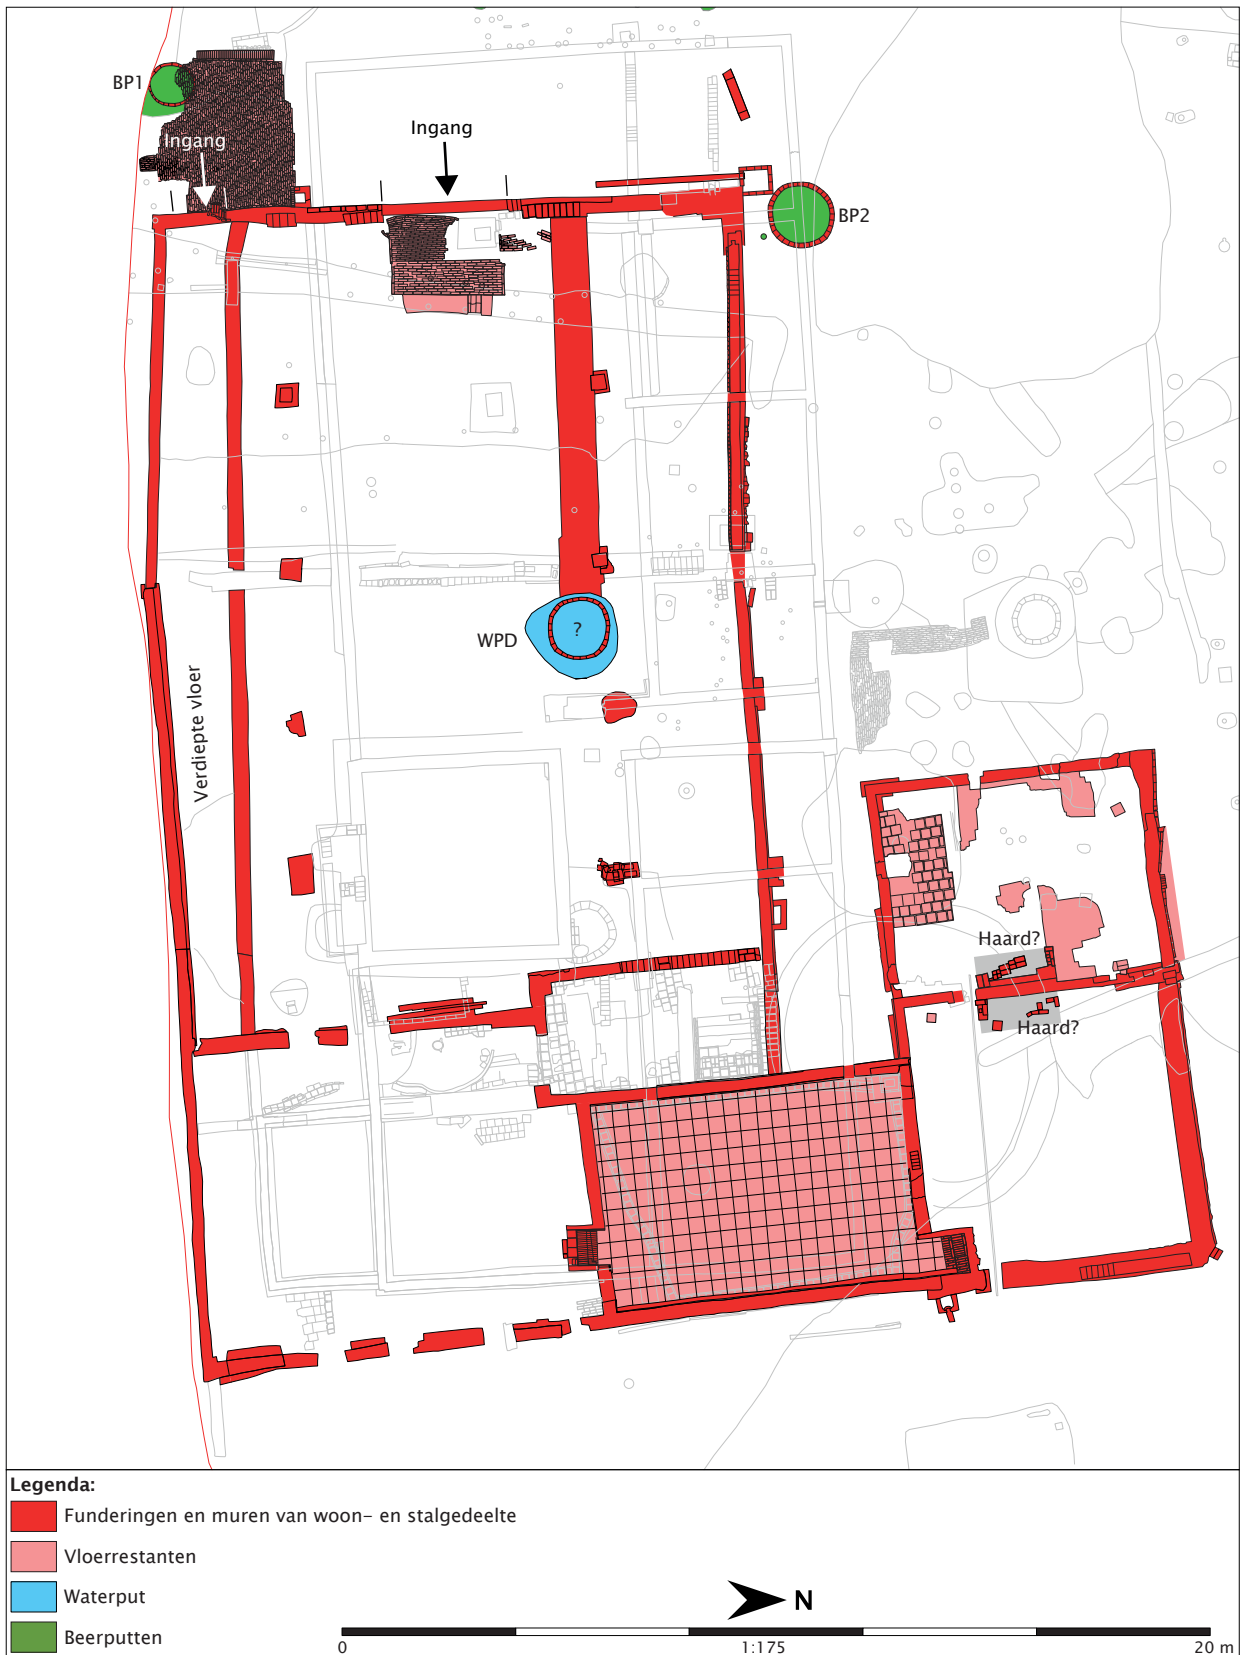 BP1
Ingang
Ingang
BP2
WPD
?
Verdiepte vloer
Haard?
Haard?
Legenda:
Funderingen en muren van woon- en stalgedeelte
Vloerrestanten
Waterput
Beerputten
N
0
1:175
20 m